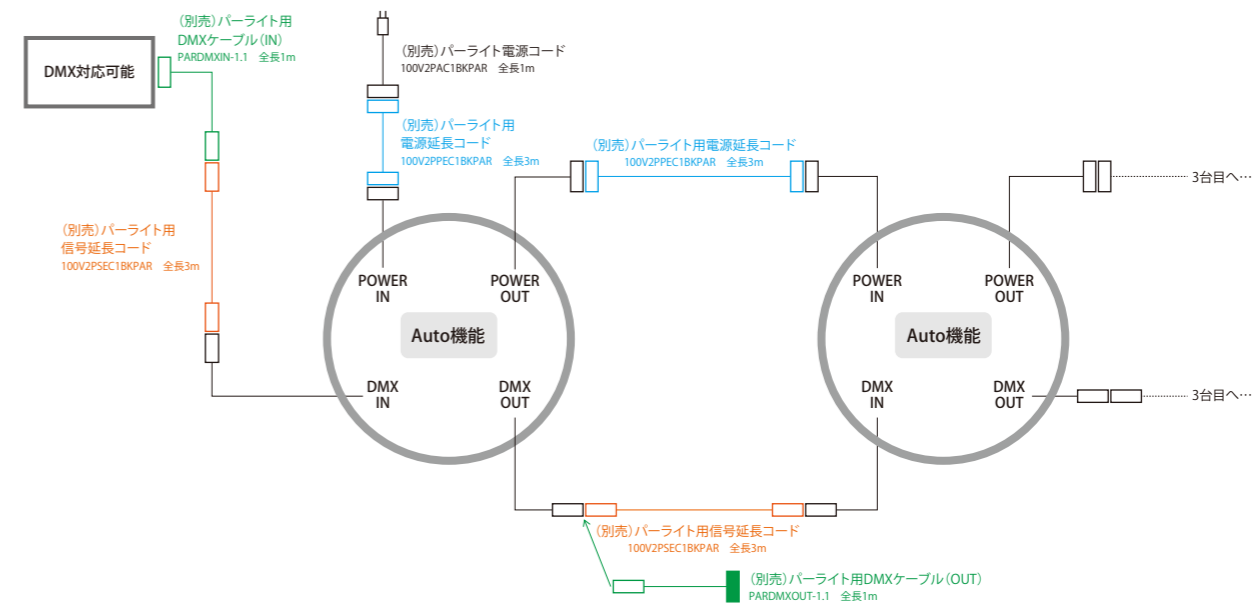 (別売)パーライト用
DMXケーブル(IN)
PARDMXIN-1.1 全長1m
DMX対応可能
(別売)パーライト電源コード
100V2PAC1BKPAR 全長1m
(別売)パーライト用
電源延長コード
100V2PPEC1BKPAR 全長3m
(別売)パーライト用電源延長コード
100V2PPEC1BKPAR 全長3m
3台目へ…
(別売)パーライト用
信号延長コード
100V2PSEC1BKPAR 全長3m
POWER
IN
POWER
OUT
Auto機能
DMX
IN
DMX
OUT
POWER
IN
POWER
OUT
Auto機能
DMX
IN
DMX
OUT
3台目へ…
(別売)パーライト用信号延長コード
100V2PSEC1BKPAR 全長3m
(別売)パーライト用DMXケーブル(OUT)
PARDMXOUT-1.1 全長1m